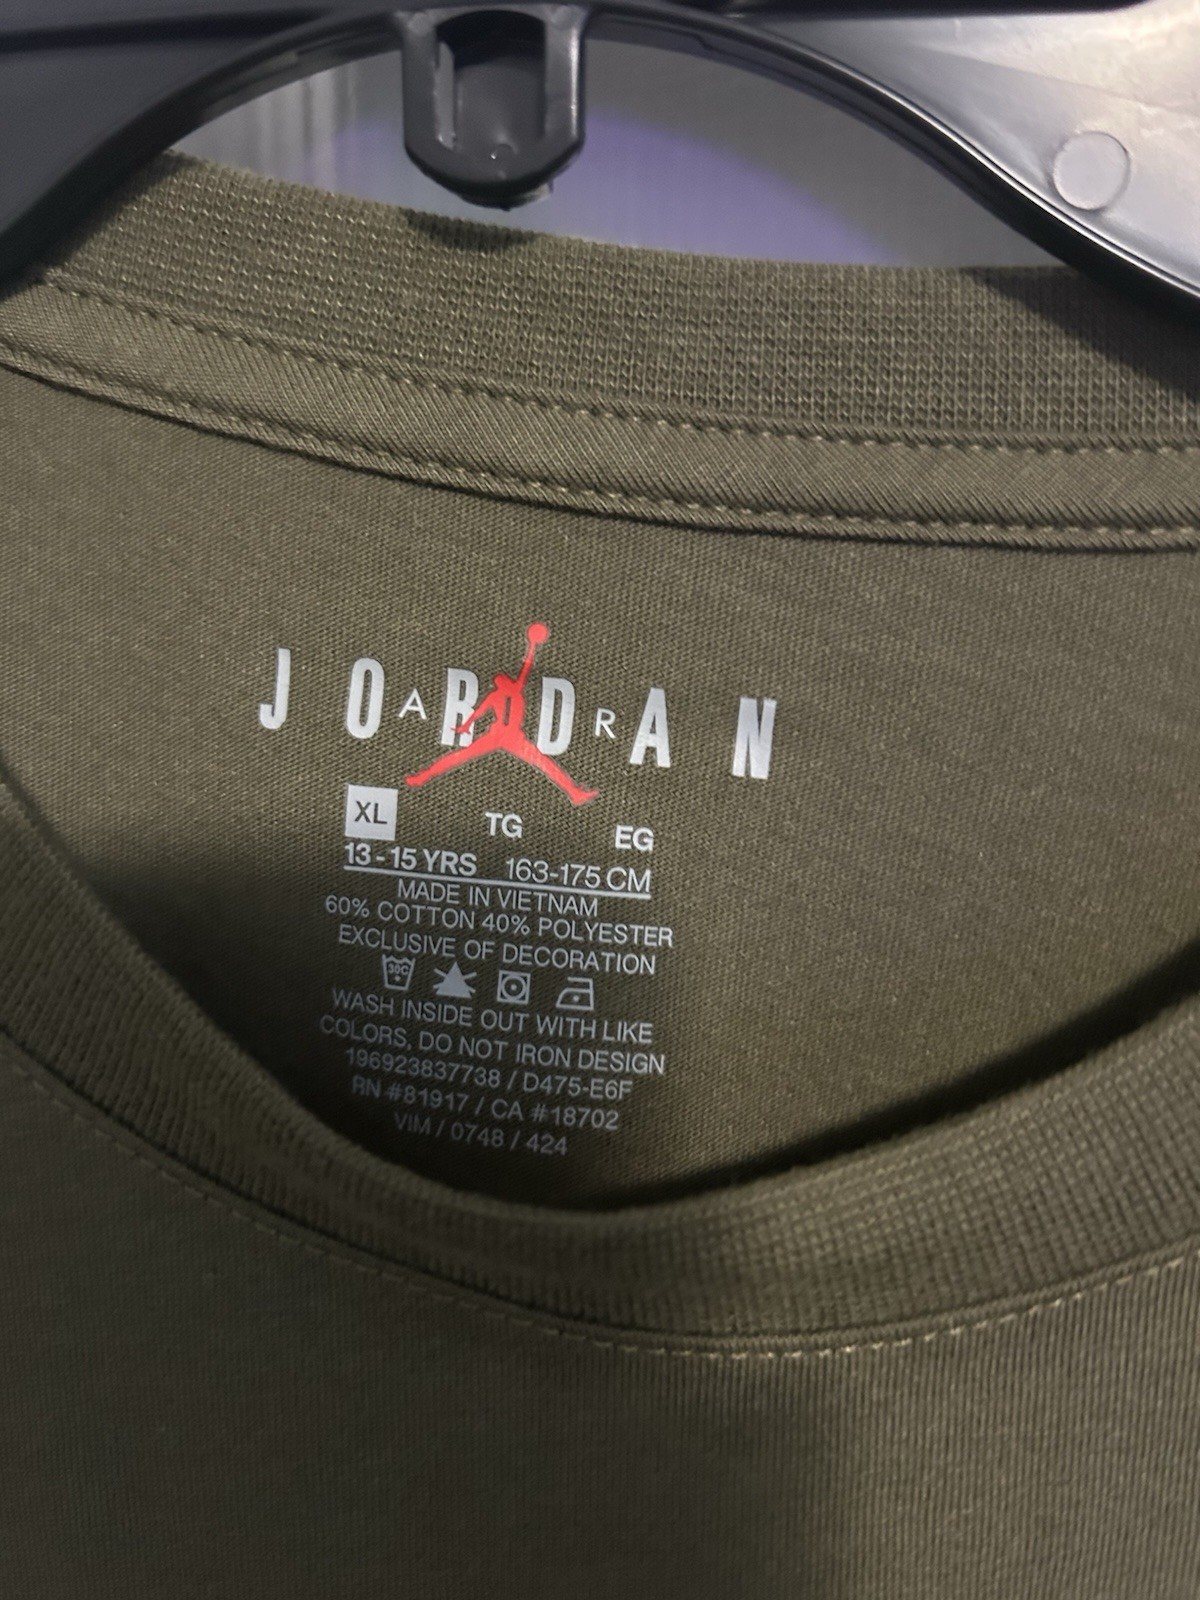 JORDAN
AIR
XL TG EG
13-15 YRS 163-175 CM
MADE IN VIETNAM
60% COTTON 40% POLYESTER
EXCLUSIVE OF DECORATION
30C
WASH INSIDE OUT WITH LIKE
COLORS, DO NOT IRON DESIGN
196923837738 / D475-E6F
RN #81917 / CA #18702
VIM / 0748 / 424